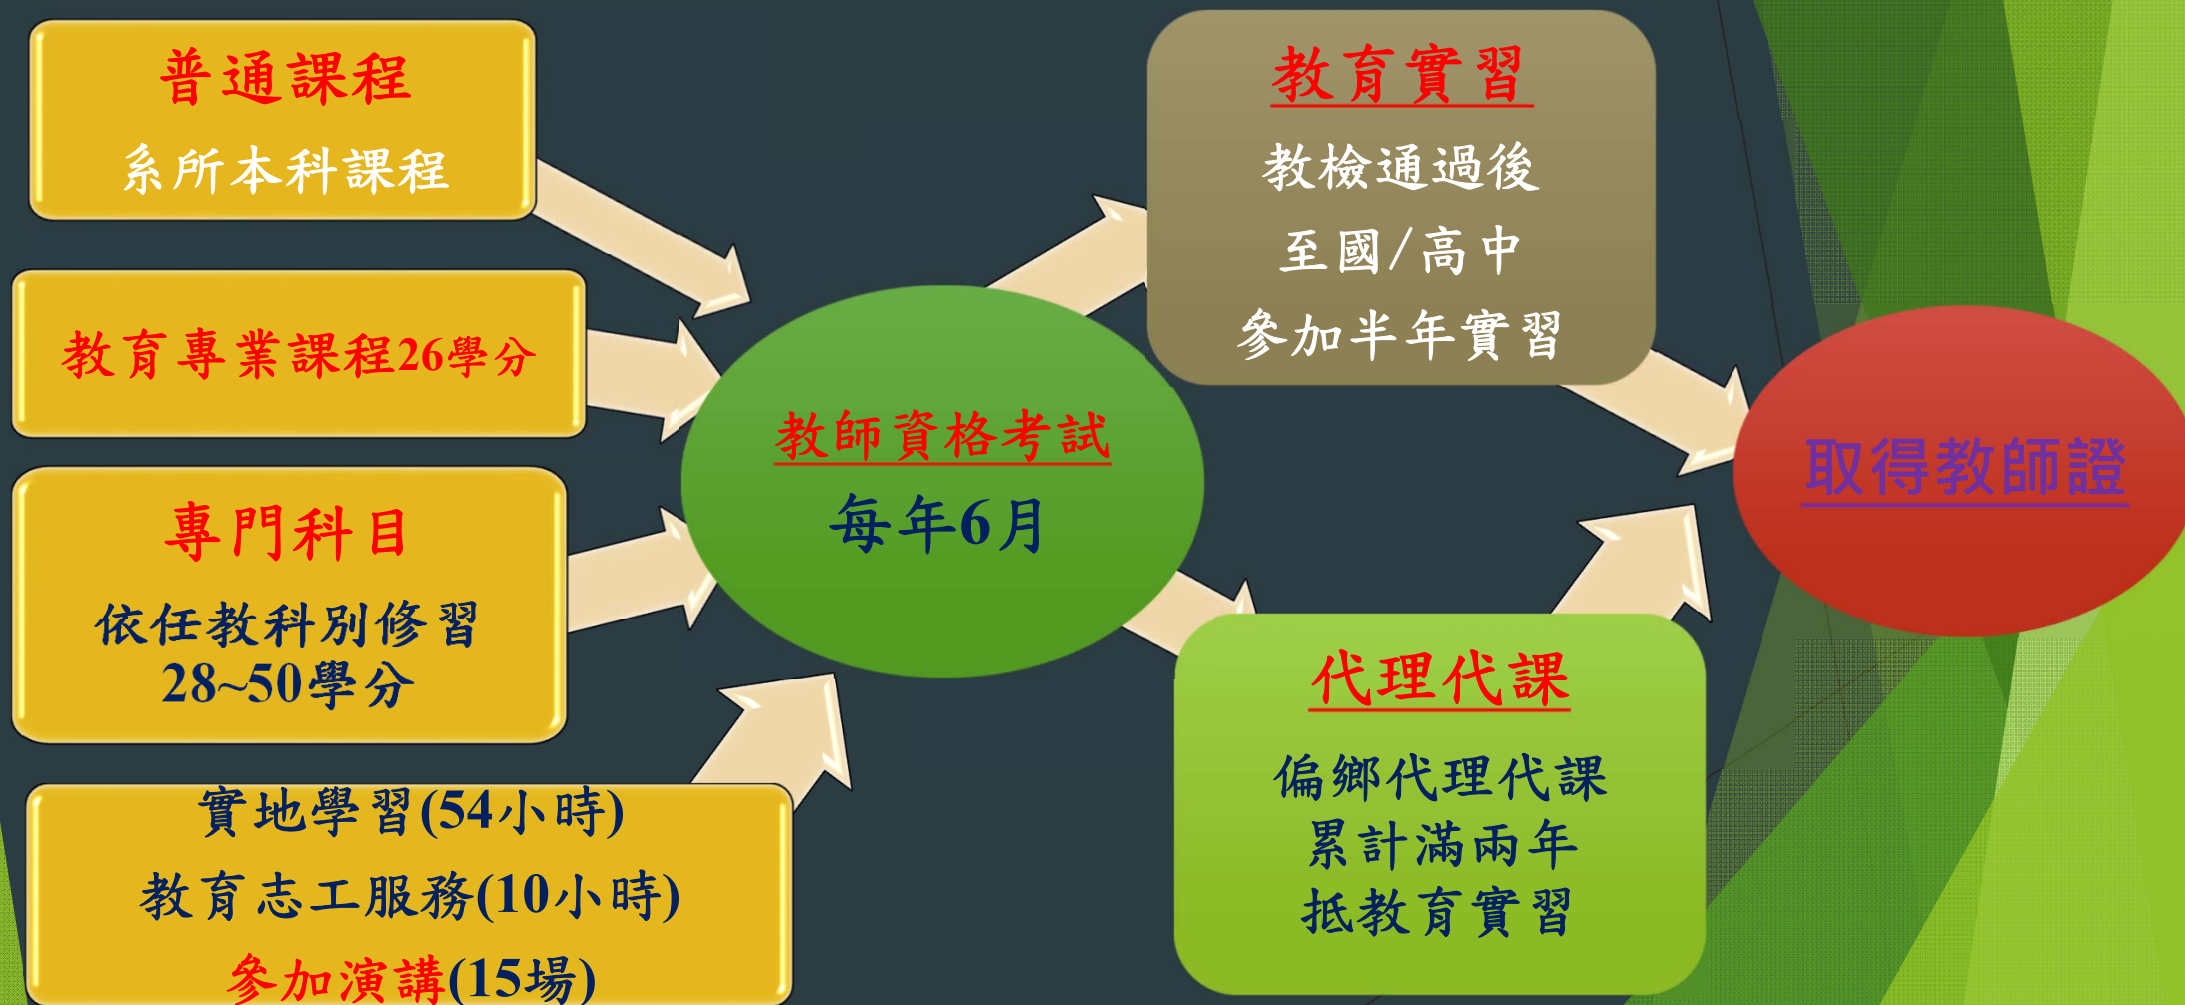 普通課程
系所本科課程
教育專業課程26學分
專門科目
依任教科別修習
28~50學分
實地學習(54小時)
教育志工服務(10小時)
參加演講(15場)
教師資格考試
每年6月
教育實習
教檢通過後
至國/高中
參加半年實習
代理代課
偏鄉代理代課
累計滿兩年
抵教育實習
取得教師證